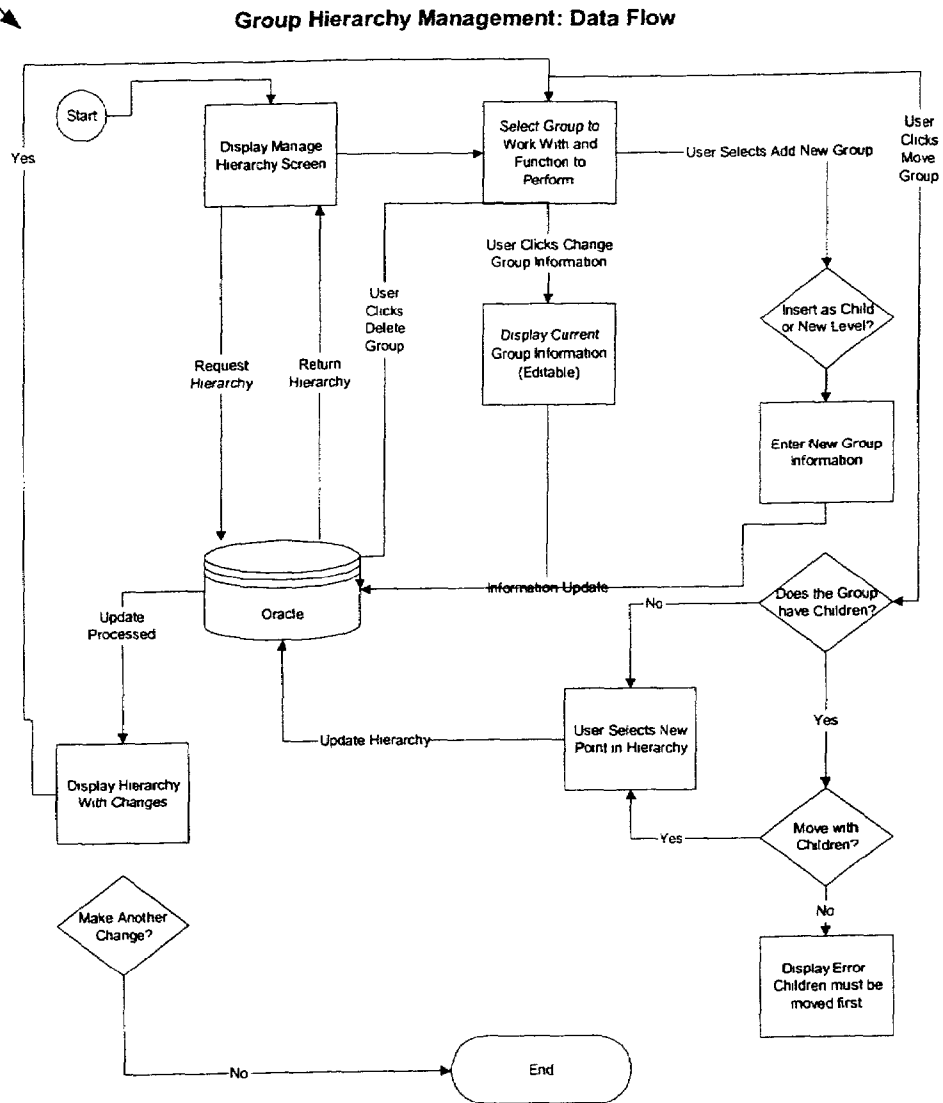 Group Hierarchy Management: Data Flow
Start
Yes
Display Manage
Hierarchy Screen
Select Group to
Work With and
Function to
Perform
User Selects Add New Group
User
Clicks
Move
Group
User Clicks Change
Group Information
User
Clicks
Delete
Group
Insert as Child
or New Level?
Display Current
Group Information
(Editable)
Request
Hierarchy
Return
Hierarchy
Enter New Group
Information
Information Update
Does the Group
have Children?
No
Oracle
Update
Processed
Yes
User Selects New
Point in Hierarchy
Update Hierarchy
Display Hierarchy
With Changes
Move with
Children?
Yes
No
Make Another
Change?
Display Error
Children must be
moved first
No
End